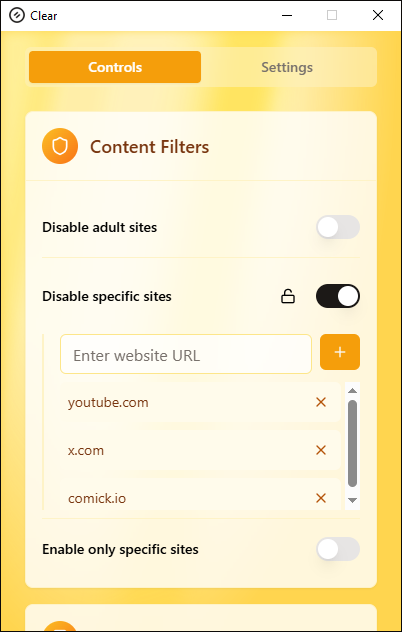 Clear
Controls
Settings
Content Filters
Disable adult sites
Disable specific sites
Enter website URL
youtube.com
x.com
comick.io
Enable only specific sites